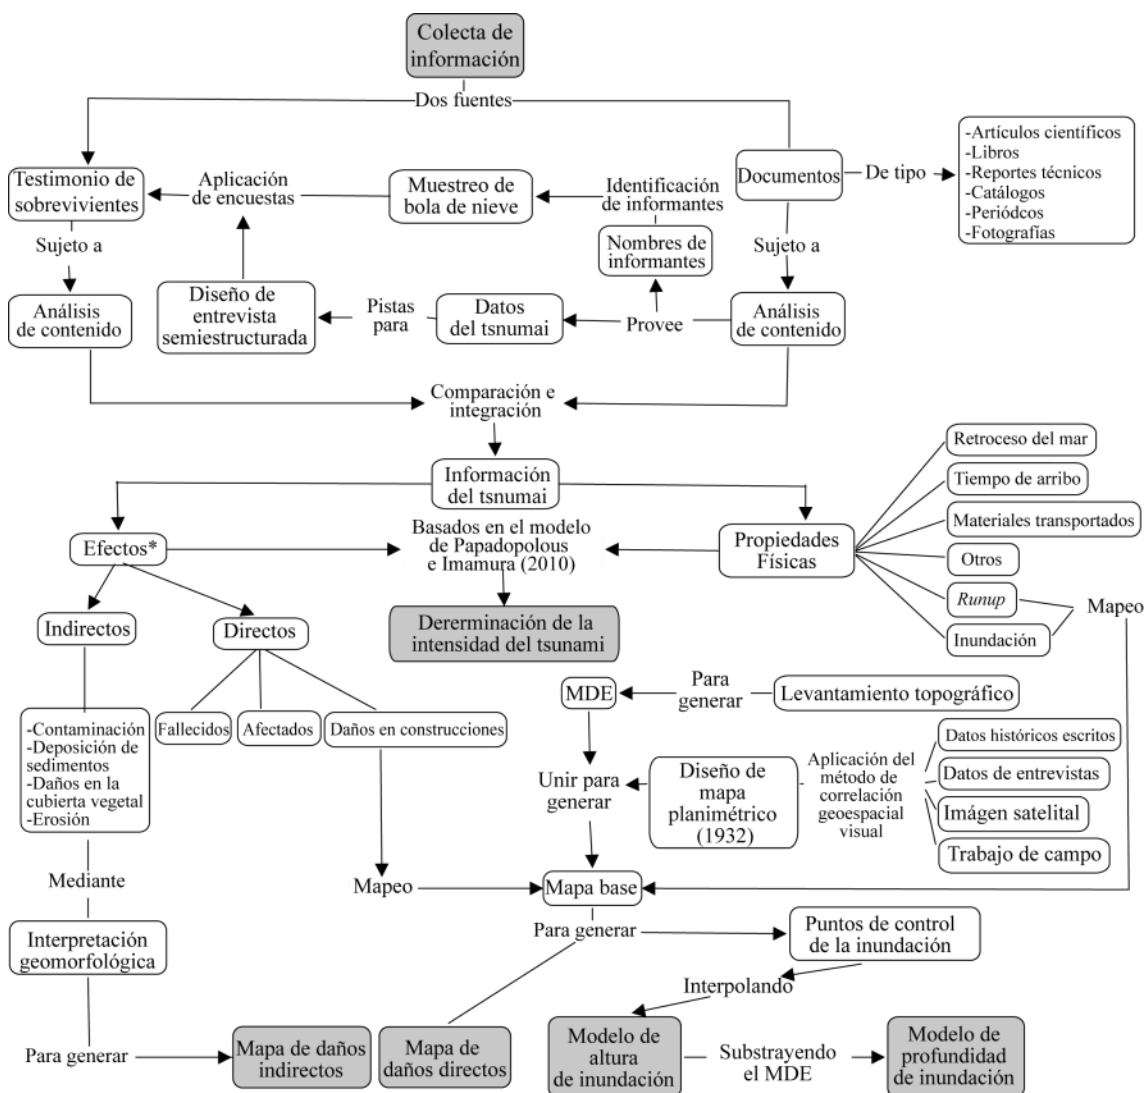 Colecta de
información
Dos fuentes
-Artículos científicos
-Libros
-Reportes técnicos
-Catálogos
-Periódcos
-Fotografías
Testimonio de
sobrevivientes
Aplicación
de encuestas
Muestreo de
bola de nieve
Identificación
de informantes
Documentos
De tipo
Sujeto a
Nombres de
informantes
Sujeto a
Análisis
de contenido
Diseño de
entrevista
semiestructurada
Pistas
para
Datos
del tsnumai
Provee
Análisis
de contenido
Comparación e
integración
Información
del tsnumai
Retroceso del mar
Tiempo de arribo
Materiales transportados
Otros
Runup
Inundación
Mapeo
Efectos*
Basados en el modelo
de Papadopolous
e Imamura (2010)
Propiedades
Físicas
Indirectos
Directos
Dererminación de la
intensidad del tsunami
MDE
Para
generar
Levantamiento topográfico
-Contaminación
-Deposición de
sedimentos
-Daños en la
cubierta vegetal
-Erosión
Fallecidos
Afectados
Daños en construcciones
Unir para
generar
Diseño de
mapa
planimétrico
(1932)
Aplicación del
método de
correlación
geoespacial
visual
Datos históricos escritos
Datos de entrevistas
Imágen satelital
Trabajo de campo
Mediante
Mapeo
Mapa base
Interpretación
geomorfológica
Para generar
Puntos de control
de la inundación
Interpolando
Para generar
Mapa de daños
indirectos
Mapa de
daños directos
Modelo de
altura
de inundación
Substrayendo
el MDE
Modelo de
profundidad
de inundación